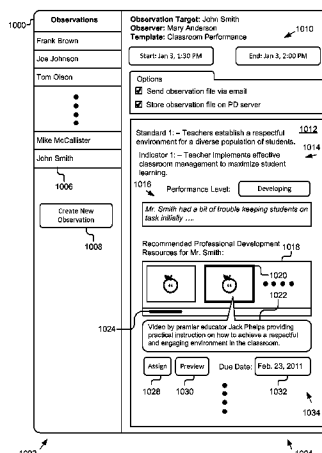 1000
Observations
Frank Brown
Joe Johnson
Tom Olson
Mike McCallister
John Smith
1006
Create New
Observation
1008
Observation Target: John Smith
Observer: Mary Anderson
Template: Classroom Performance
1010
Start: Jan 3, 1:30 PM
End: Jan 3, 2:00 PM
Options
Send observation file via email
Store observation file on PD server
Standard 1: – Teachers establish a respectful
environment for a diverse population of students.
1012
Indicator 1: – Teacher implements effective
classroom management to maximize student
learning.
1014
1016
Performance Level:
Developing
Mr. Smith had a bit of trouble keeping students on
task initially ....
Recommended Professional Development
Resources for Mr. Smith:
1018
1020
1022
1024
Video by premier educator Jack Phelps providing
practical instruction on how to achieve a respectful
and engaging environment in the classroom.
Assign
Preview
Due Date:
Feb. 23, 2011
1028
1030
1032
1034